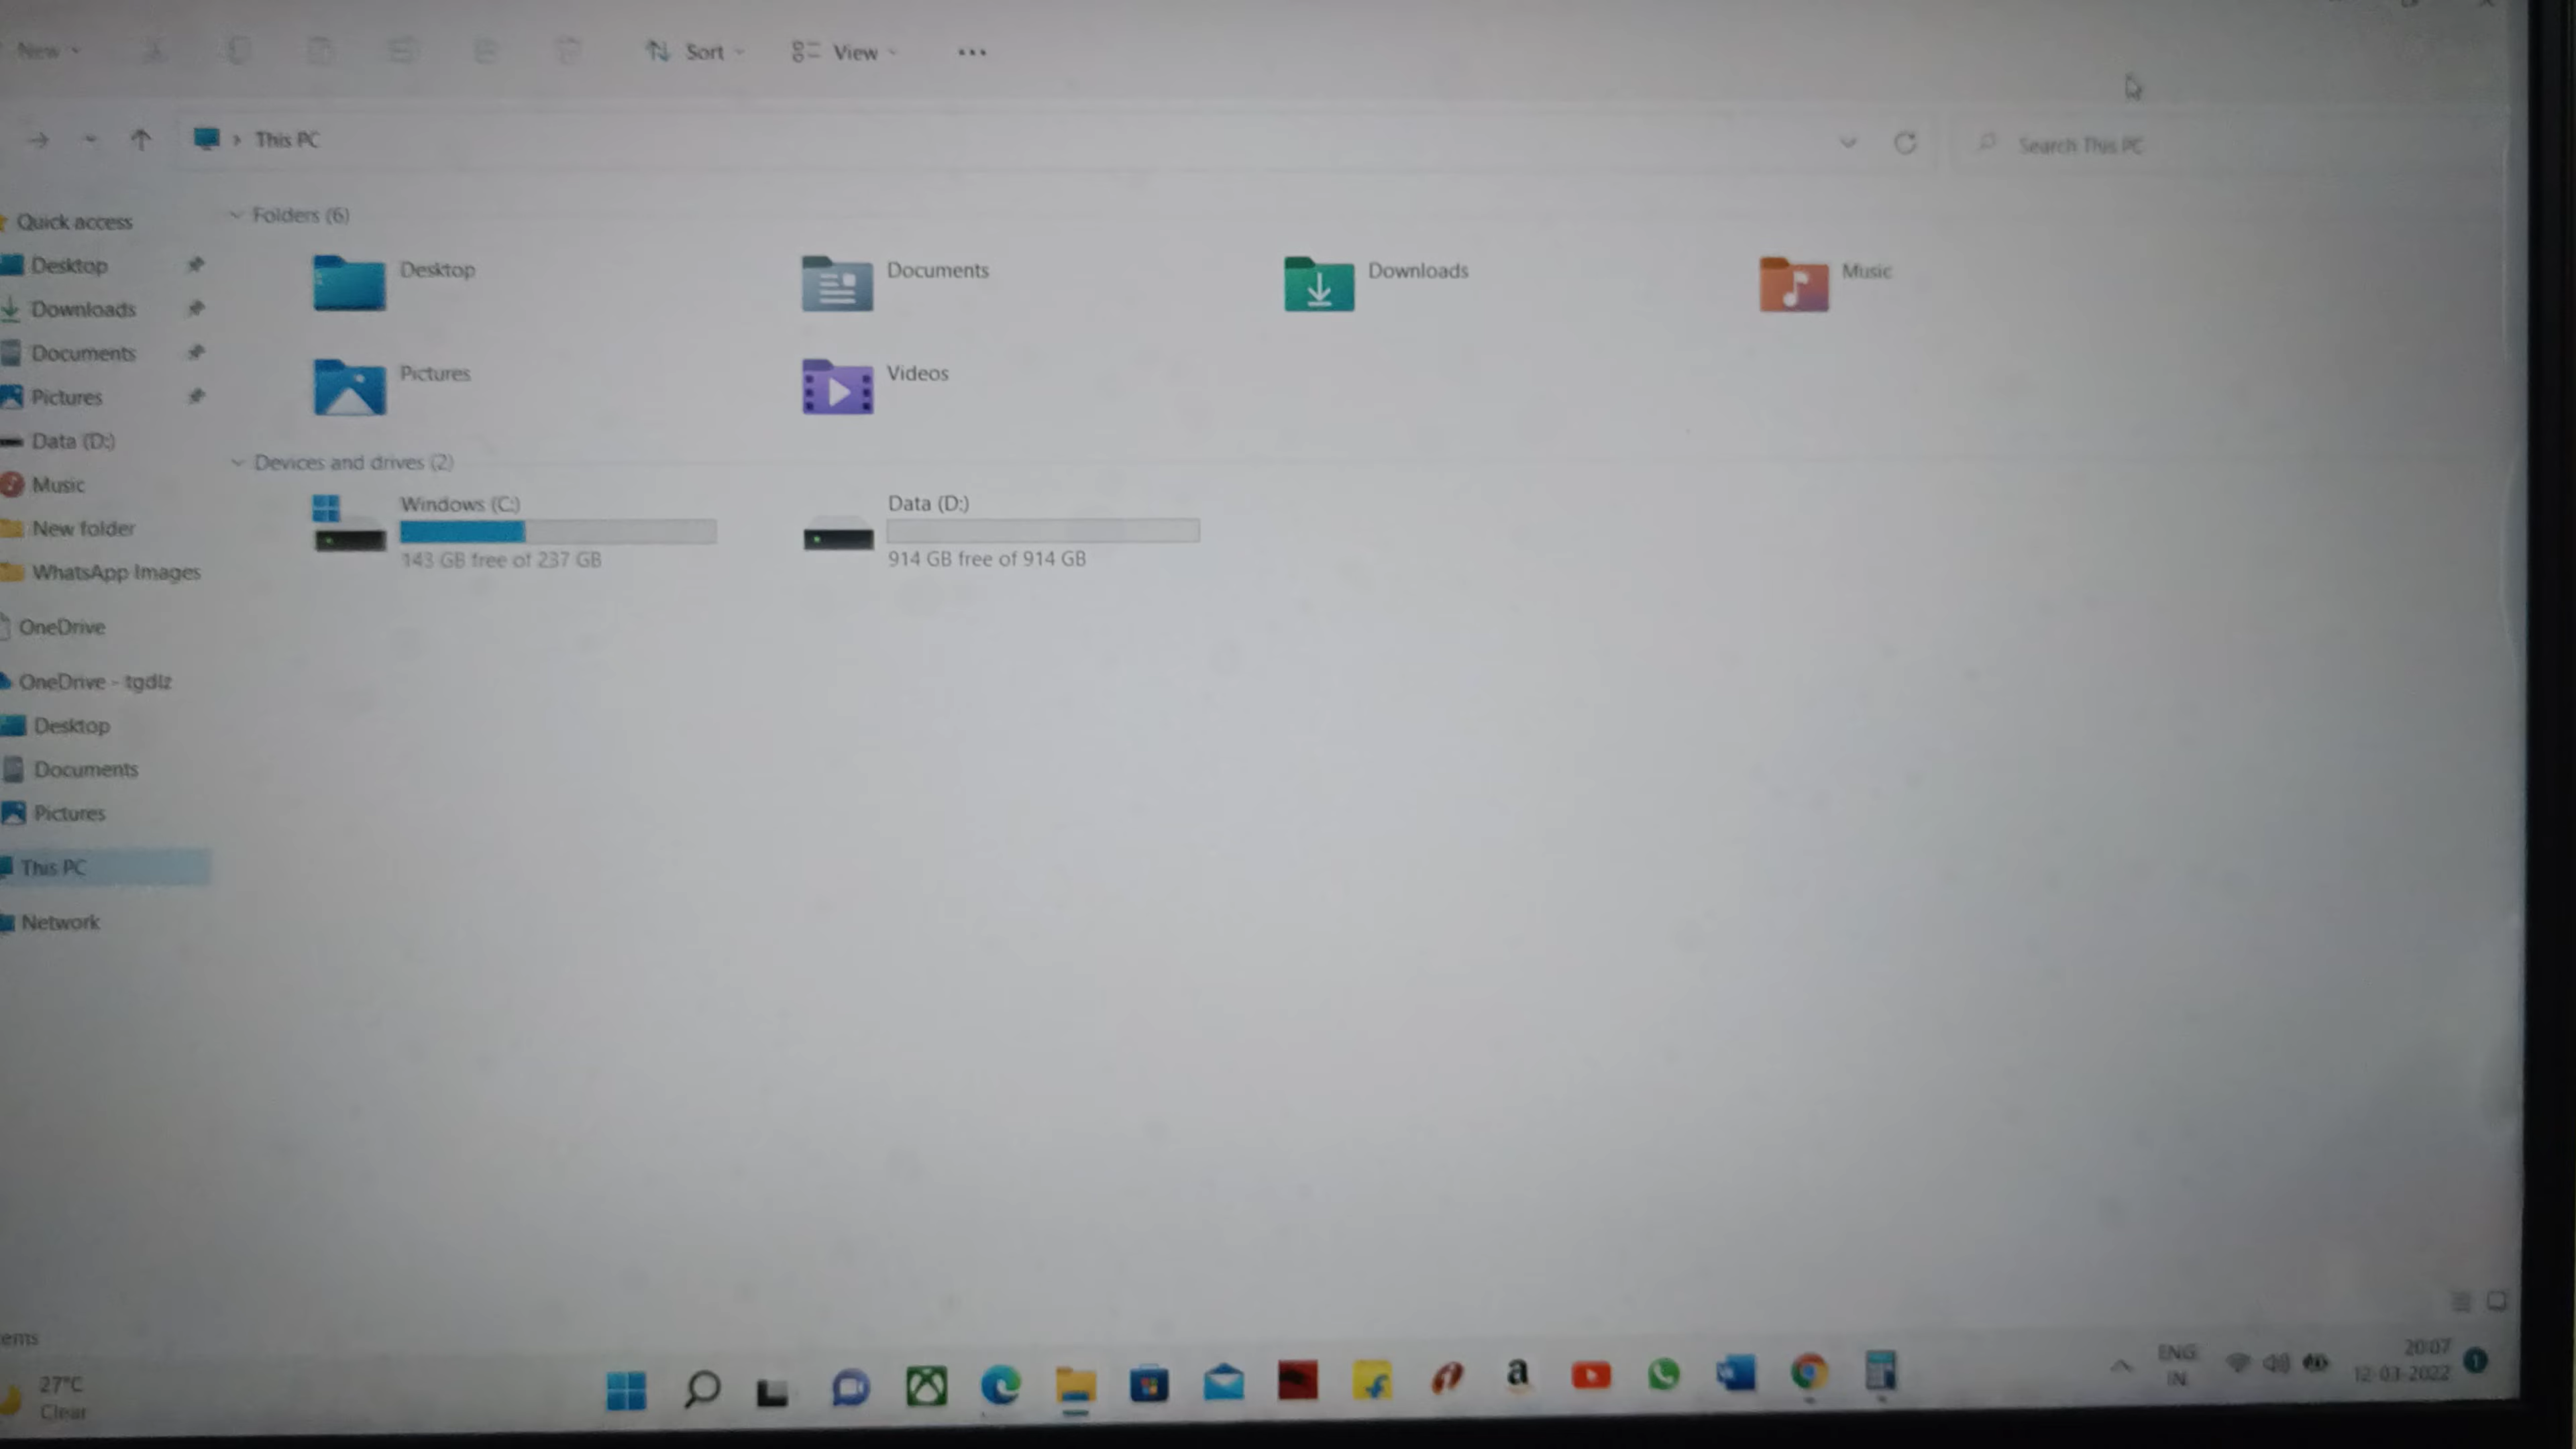 New
Sort
View
This PC
Search This PC
Quick access
Desktop
Downloads
Documents
Pictures
Data (D:)
Music
New folder
WhatsApp Images
OneDrive
OneDrive - tgdlz
Desktop
Documents
Pictures
This PC
Network
Folders (6)
Desktop
Documents
Downloads
Music
Pictures
Videos
Devices and drives (2)
Windows (C:)
143 GB free of 237 GB
Data (D:)
914 GB free of 914 GB
27°C
Clear
a
ENG
IN
20:07
12-03-2022
1